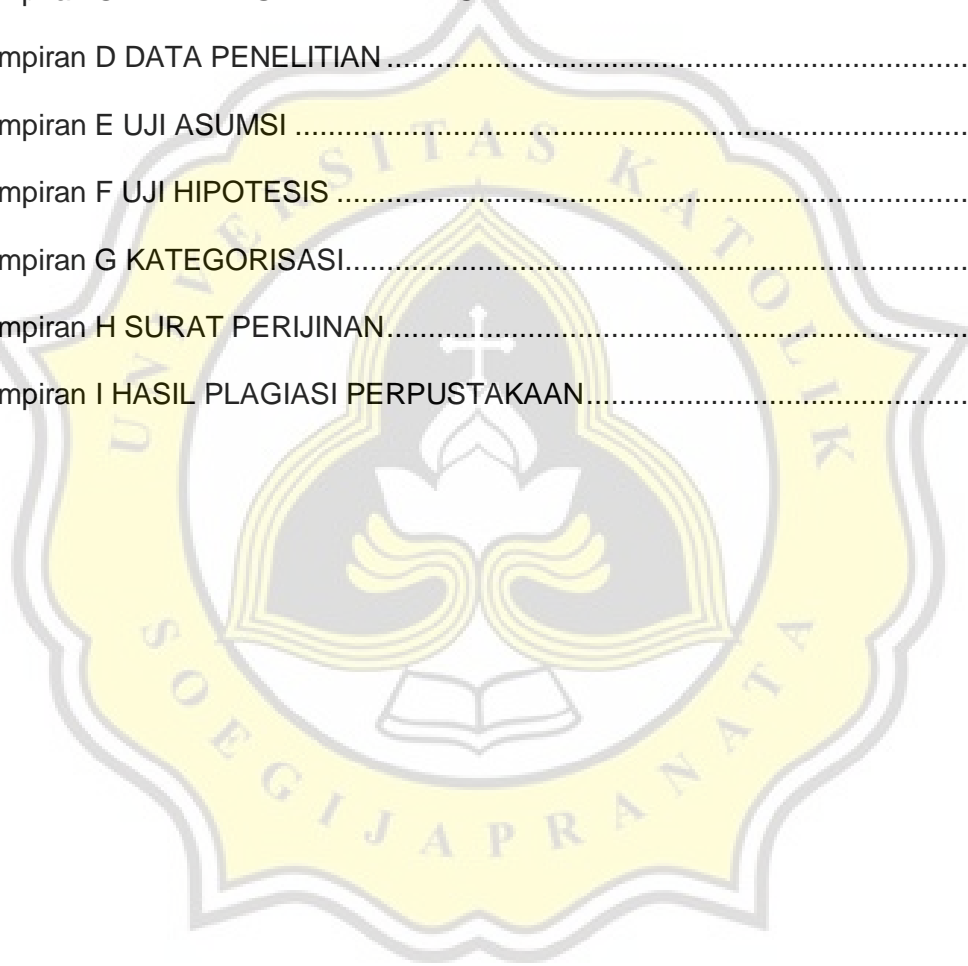 mpiran D DATA PENELITIAN ........................................................................
mpiran E UJI ASUMSI ...................................................................................
mpiran F UJI HIPOTESIS ..............................................................................
mpiran G KATEGORISASI.............................................................................
mpiran H SURAT PERIJINAN........................................................................
mpiran I HASIL PLAGIASI PERPUSTAKAAN................................................
UNIVERSITAS KATOLIK
SOEGIJAPRANATA